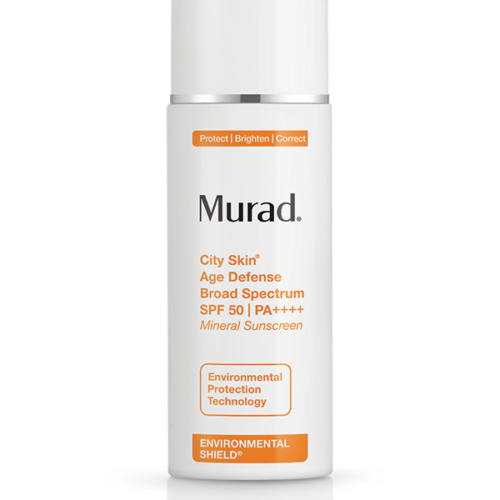 Protect | Brighten | Correct
Murad.
City Skin®
Age Defense
Broad Spectrum
SPF 50 | PA++++
Mineral Sunscreen
Environmental
Protection
Technology
ENVIRONMENTAL
SHIELD®